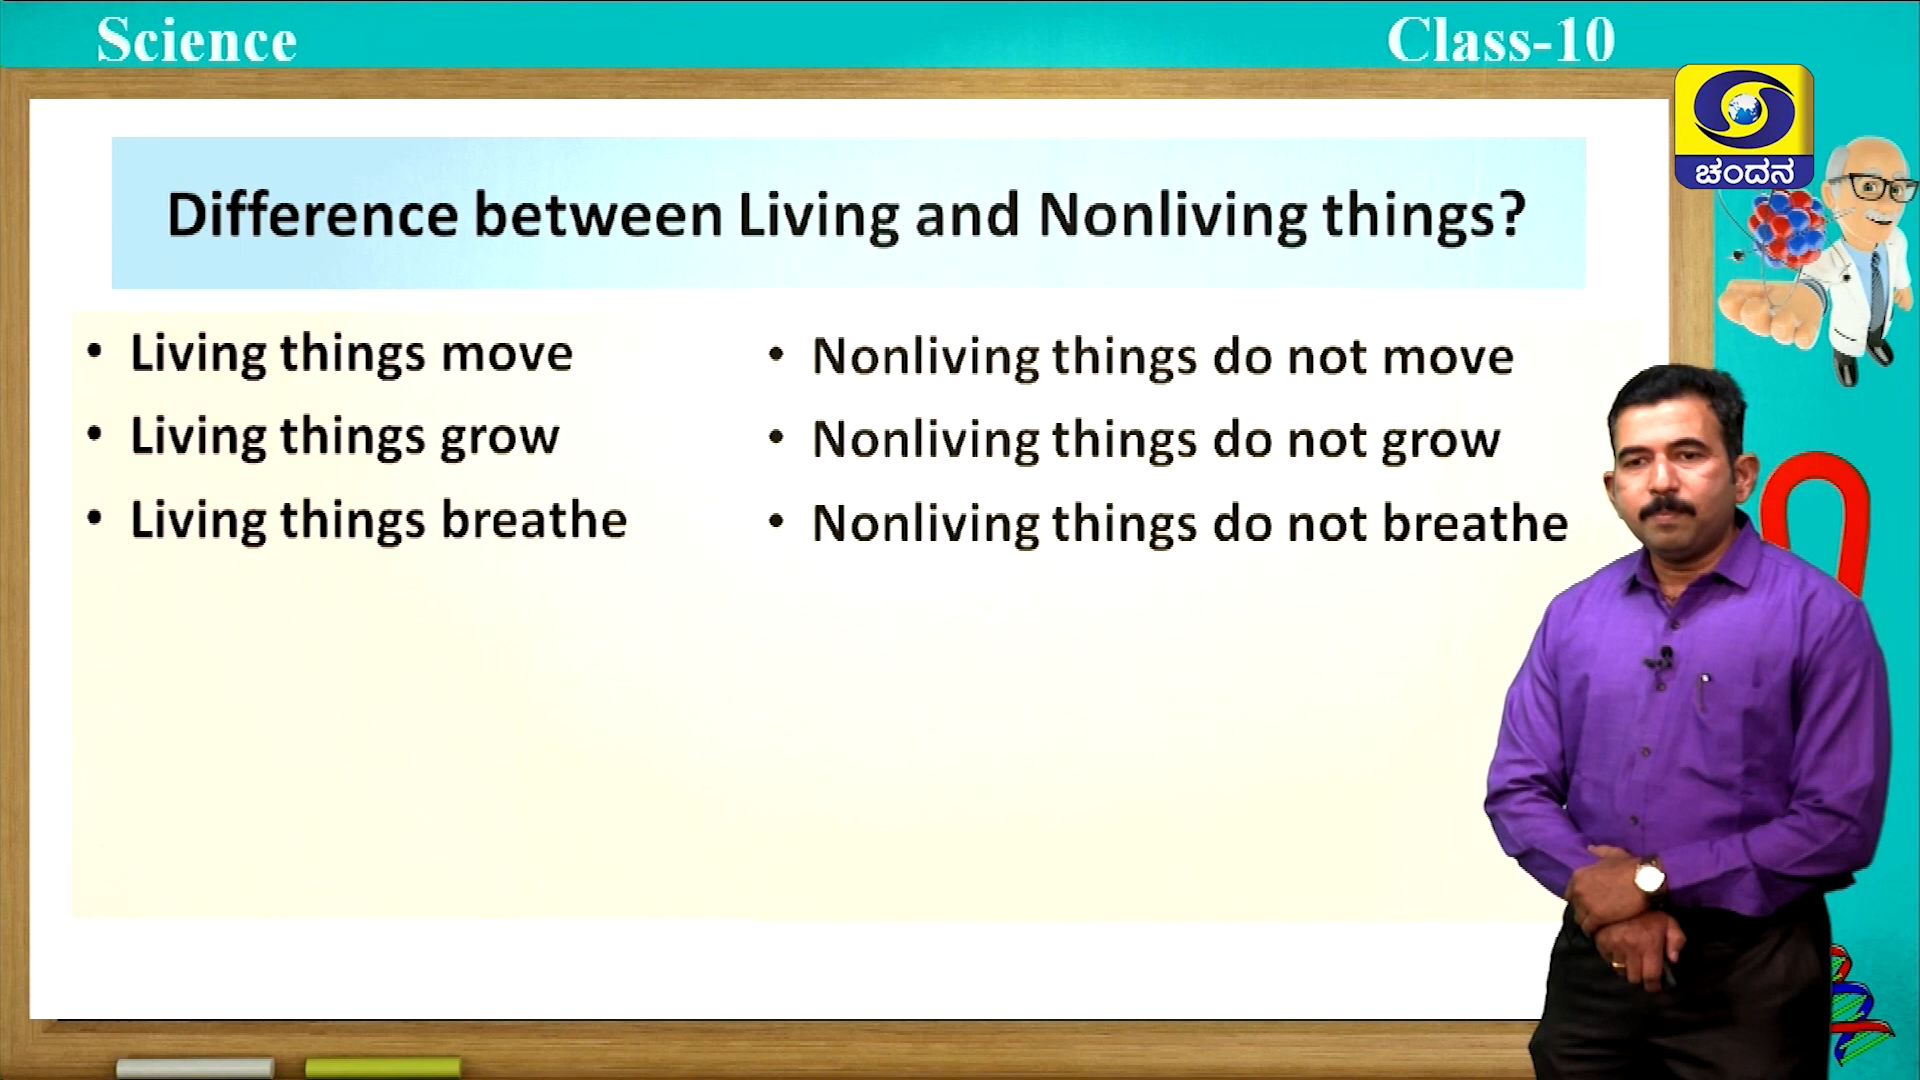 Science
Class-10
ಚಂದನ
Difference between Living and Nonliving things?
• Living things move
• Living things grow
• Living things breathe
• Nonliving things do not move
• Nonliving things do not grow
• Nonliving things do not breathe